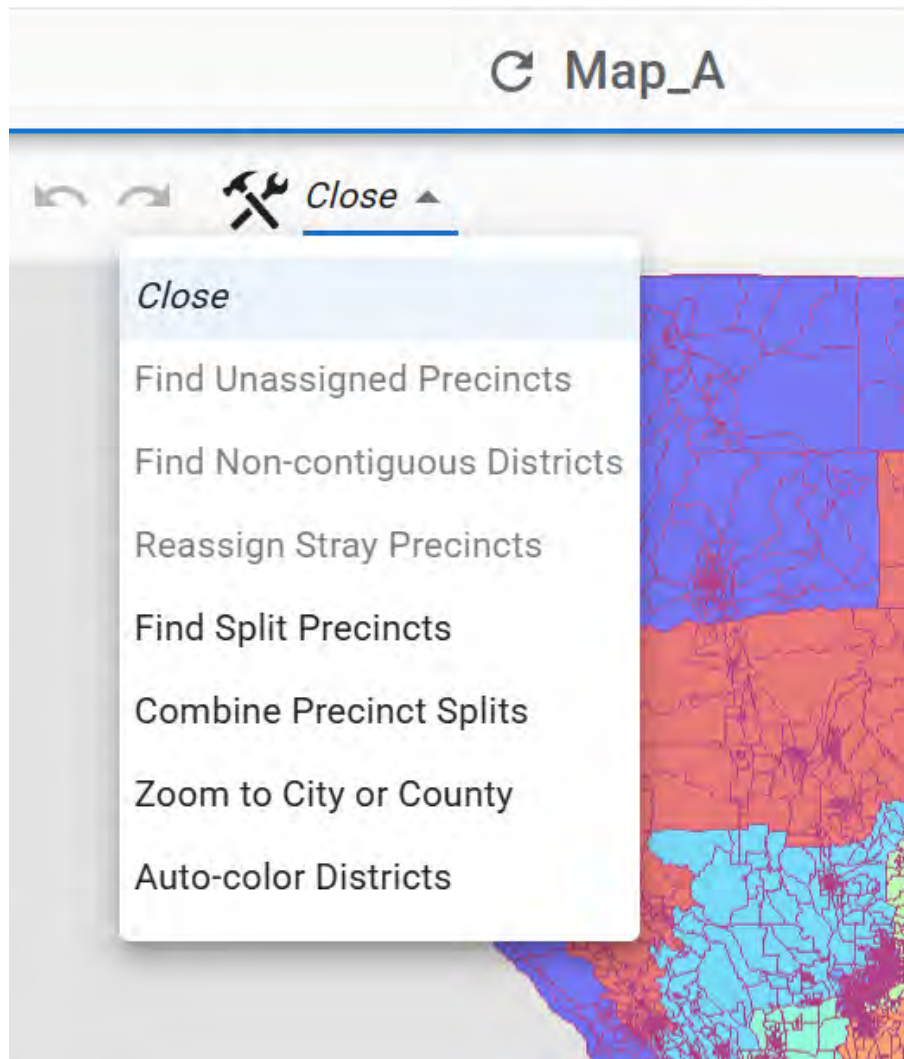 Map_A
Close
Close
Find Unassigned Precincts
Find Non-contiguous Districts
Reassign Stray Precincts
Find Split Precincts
Combine Precinct Splits
Zoom to City or County
Auto-color Districts